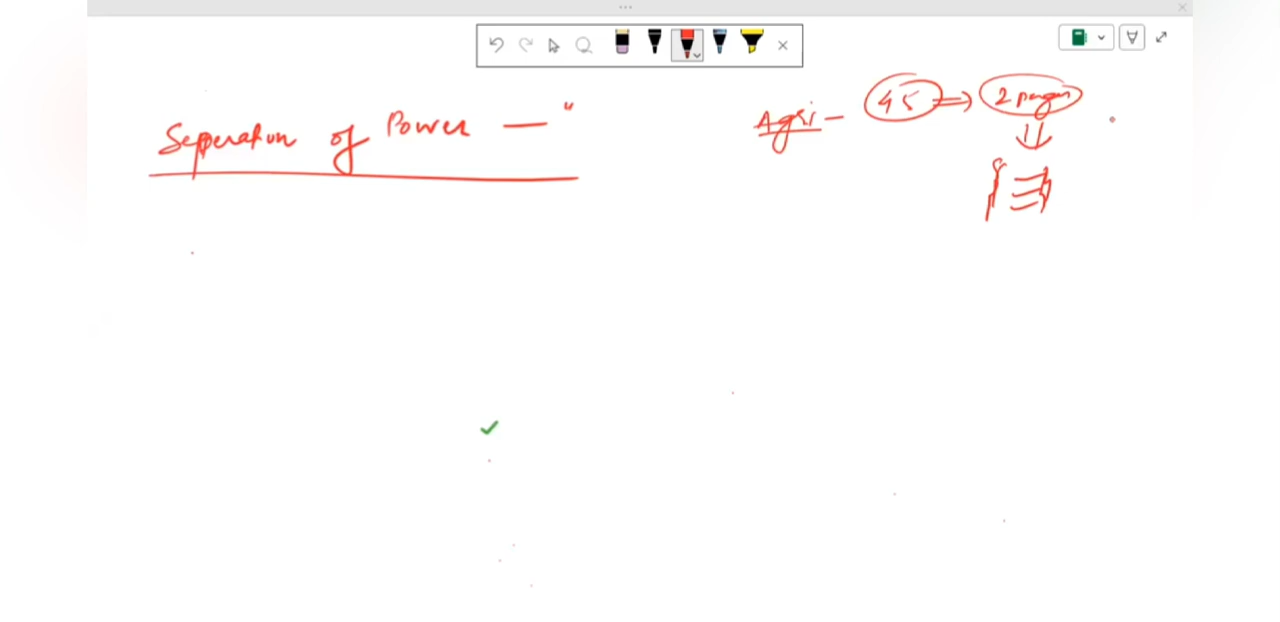 Seperation of Power — "
Agri - 45 ⇒ 2 pages